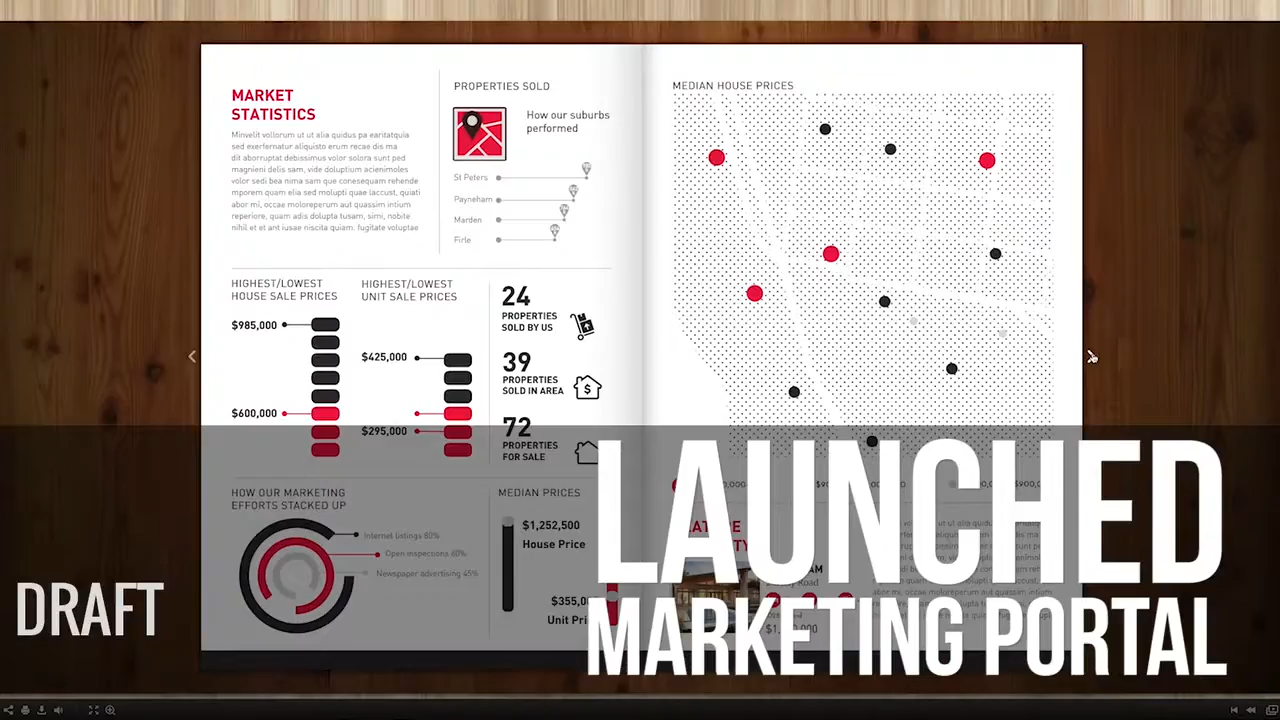 MARKET
STATISTICS
Minvelit vollorum ut ut alia quidus pa earitatquia
sed exerfernatur aliquisto erum recae dis ma
dit aborruptat debissimus volor solora sunt ped
magnieni delis sam, vide doluptium acienimoles
volor sedi bea nima sam que conesequam rehende
mporem quam elia sed molupti quae laccust, quiati
abor mi, occae moloreperum aut quassim intium
reperiore, quam adis dolupta tusam, simi, nobite
nihil et et ant iusae niscita quiam, fugitate voluptae
PROPERTIES SOLD
How our suburbs
performed
St Peters
Payneham
Marden
Firle
HIGHEST/LOWEST
HOUSE SALE PRICES
$985,000
$600,000
HIGHEST/LOWEST
UNIT SALE PRICES
$425,000
$295,000
24
PROPERTIES
SOLD BY US
39
PROPERTIES
SOLD IN AREA
72
PROPERTIES
FOR SALE
HOW OUR MARKETING
EFFORTS STACKED UP
Internet listings 60%
Open inspections 60%
Newspaper advertising 45%
MEDIAN PRICES
$1,252,500
House Price
MEDIAN HOUSE PRICES
DRAFT
LAUNCHED
MARKETING PORTAL